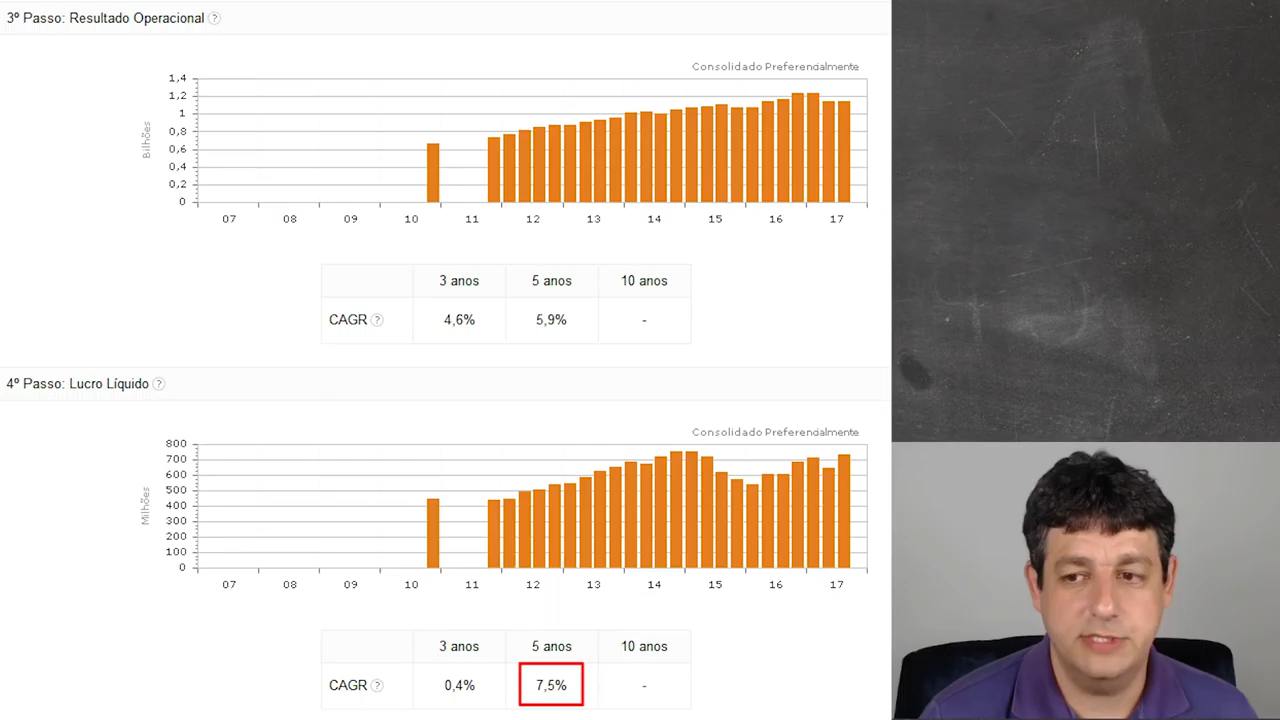 3º Passo: Resultado Operacional ?
Consolidado Preferencialmente
Bilhões
1,4
1,2
1
0,8
0,6
0,4
0,2
0
07 08 09 10 11 12 13 14 15 16 17
3 anos 5 anos 10 anos
CAGR ? 4,6% 5,9% -
4º Passo: Lucro Líquido ?
Consolidado Preferencialmente
Milhões
800
700
600
500
400
300
200
100
0
07 08 09 10 11 12 13 14 15 16 17
3 anos 5 anos 10 anos
CAGR ? 0,4% 7,5% -